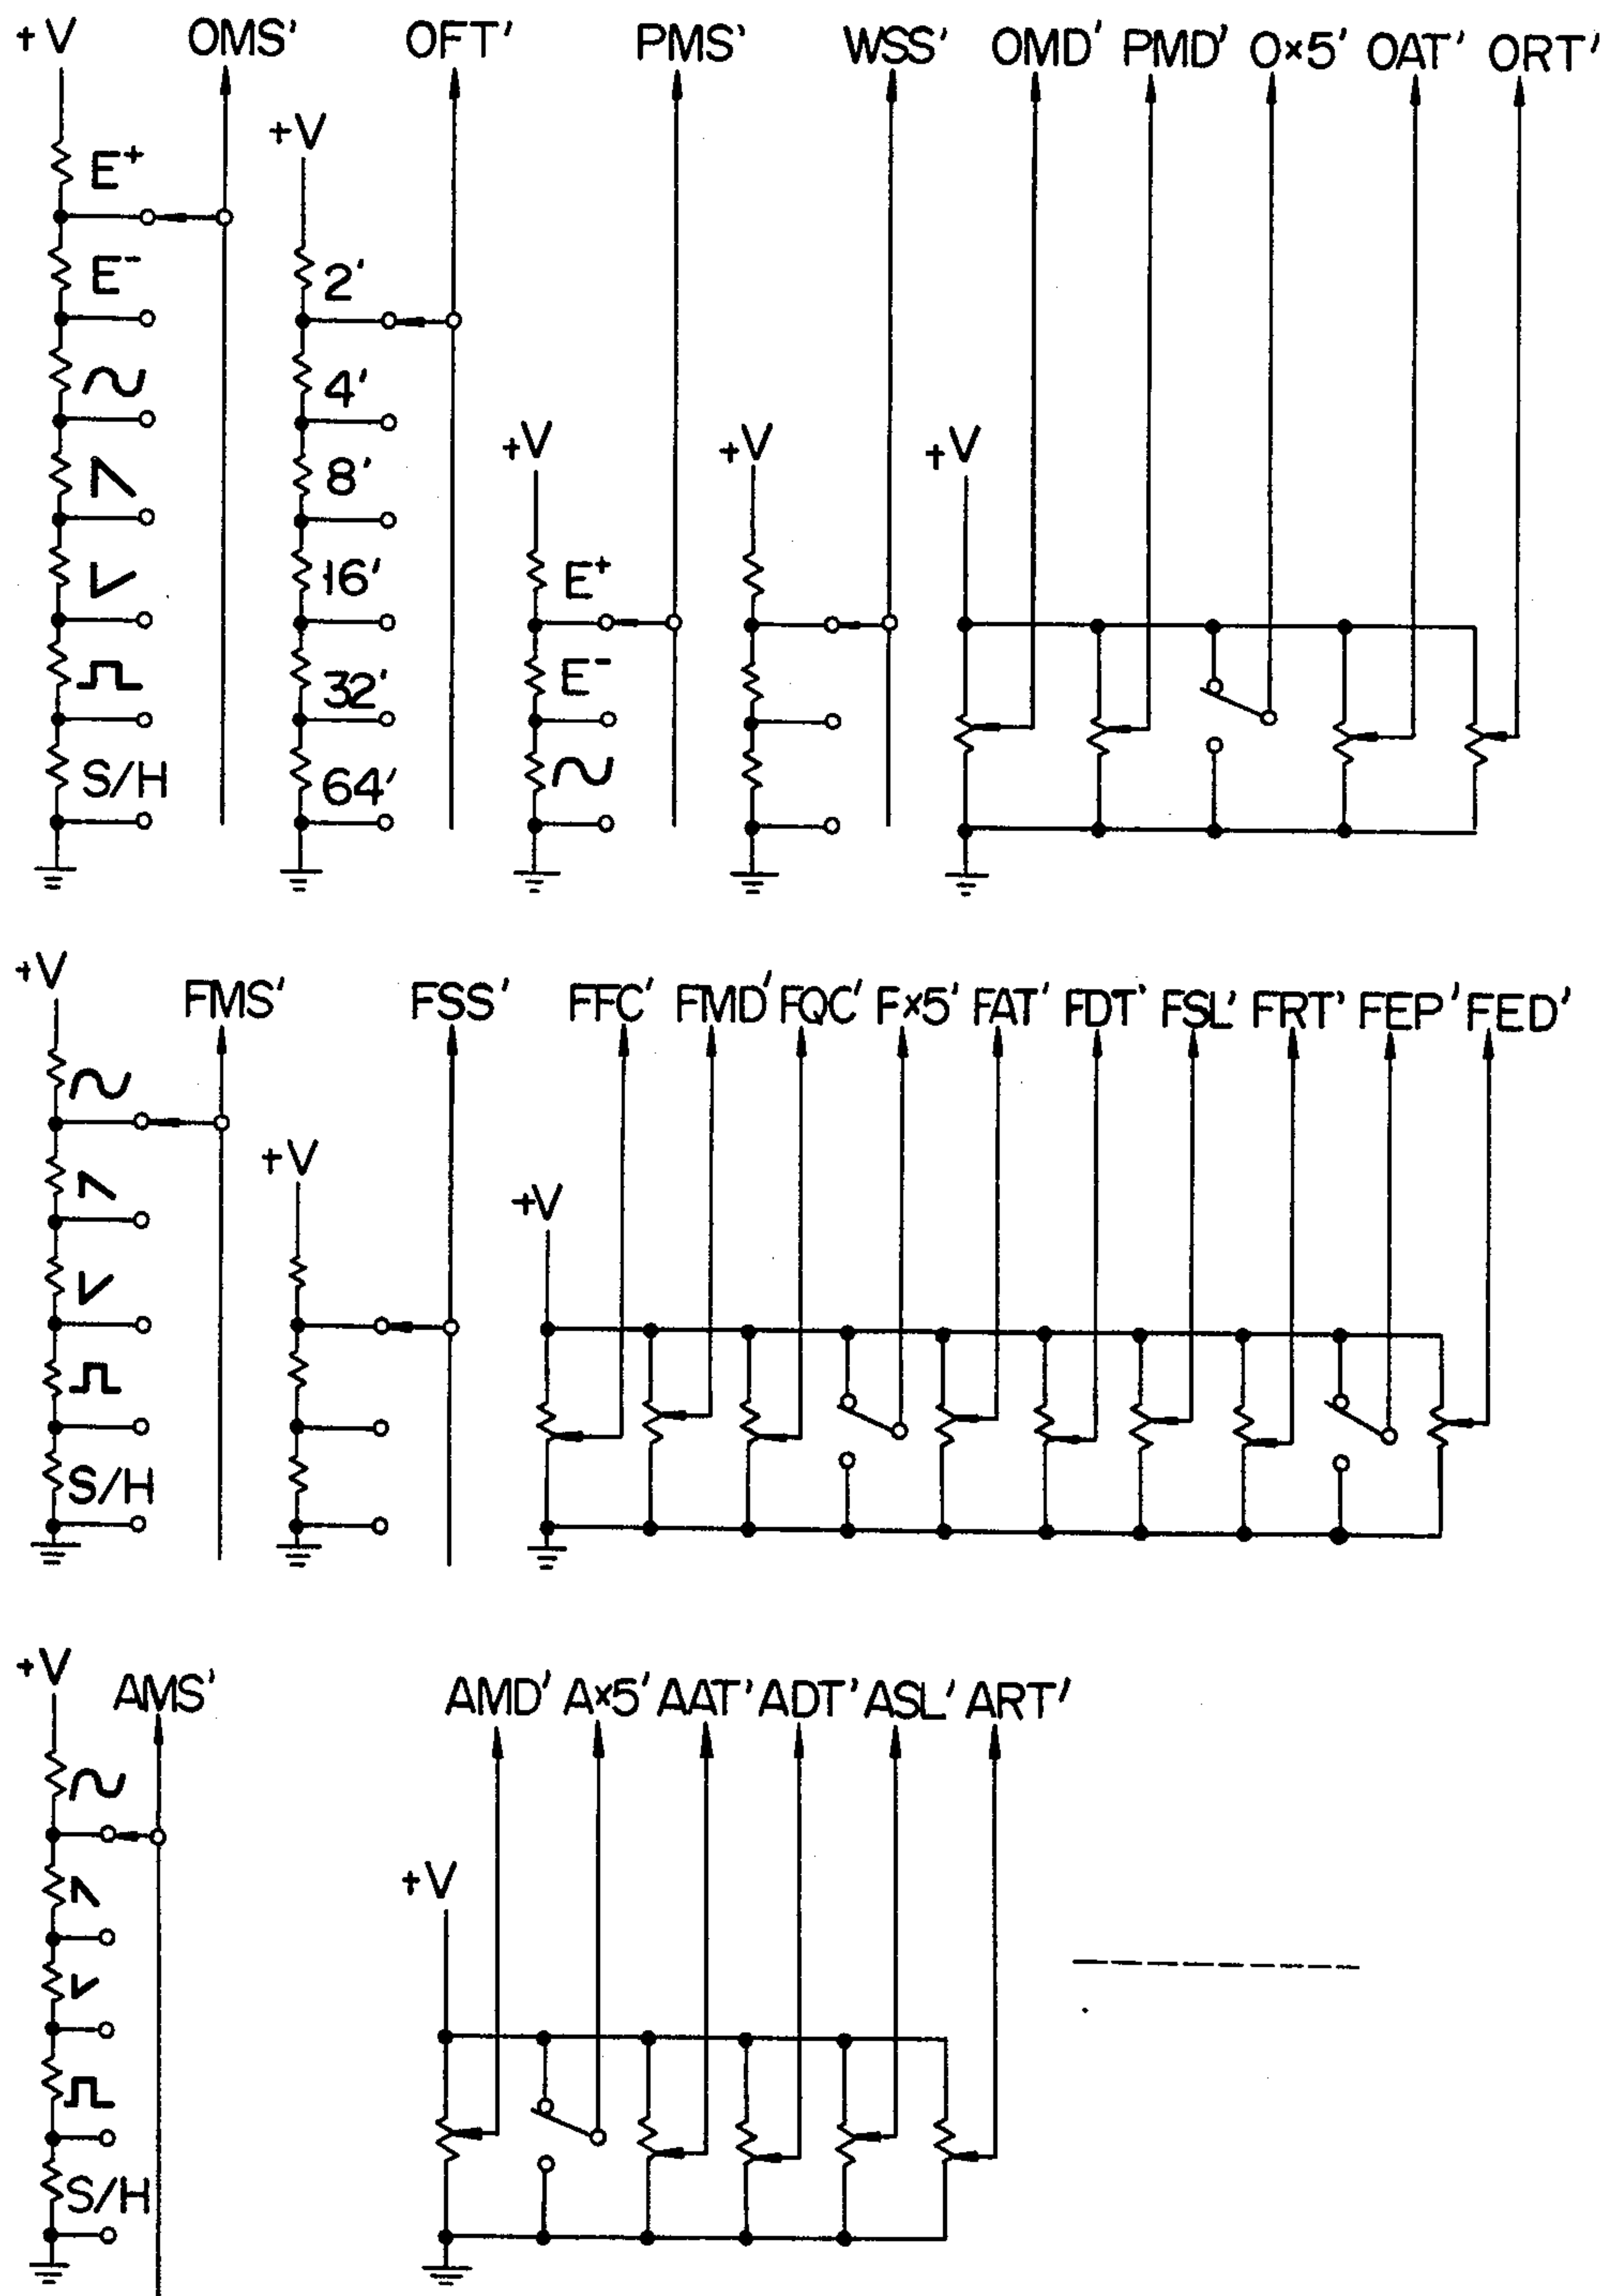 +V OMS' OFT' PMS' WSS' OMD' PMD' O×5' OAT' ORT'
+V
E+
E-
S/H
2'
4'
8'
16'
32'
64'
+V
E+
E-
+V
+V
+V FMS' FSS' FFC' FMD' FQC' F×5' FAT' FDT' FSL' FRT' FEP' FED'
+V
+V
S/H
+V AMS' AMD' A×5' AAT' ADT' ASL' ART'
+V
S/H